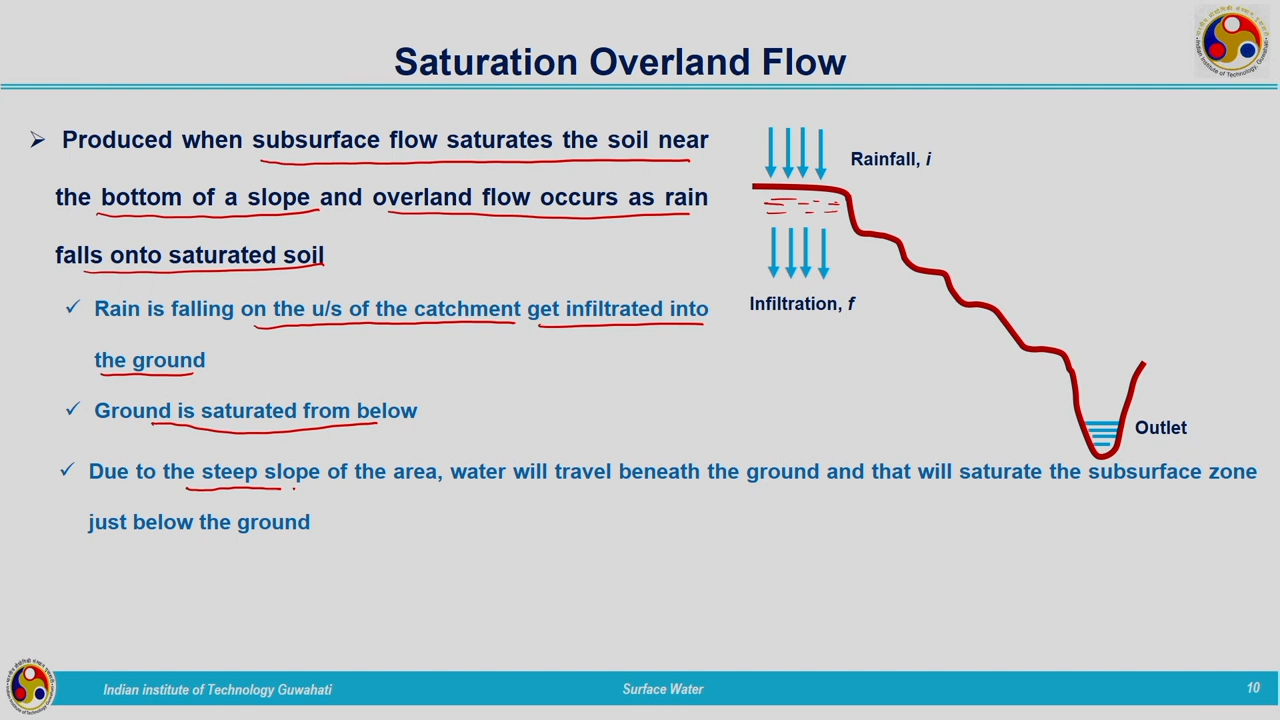 Saturation Overland Flow
➢ Produced when subsurface flow saturates the soil near
the bottom of a slope and overland flow occurs as rain
falls onto saturated soil
✓ Rain is falling on the u/s of the catchment get infiltrated into
the ground
✓ Ground is saturated from below
✓ Due to the steep slope of the area, water will travel beneath the ground and that will saturate the subsurface zone
just below the ground
Rainfall, i
Infiltration, f
Outlet
Indian institute of Technology Guwahati
Surface Water
10